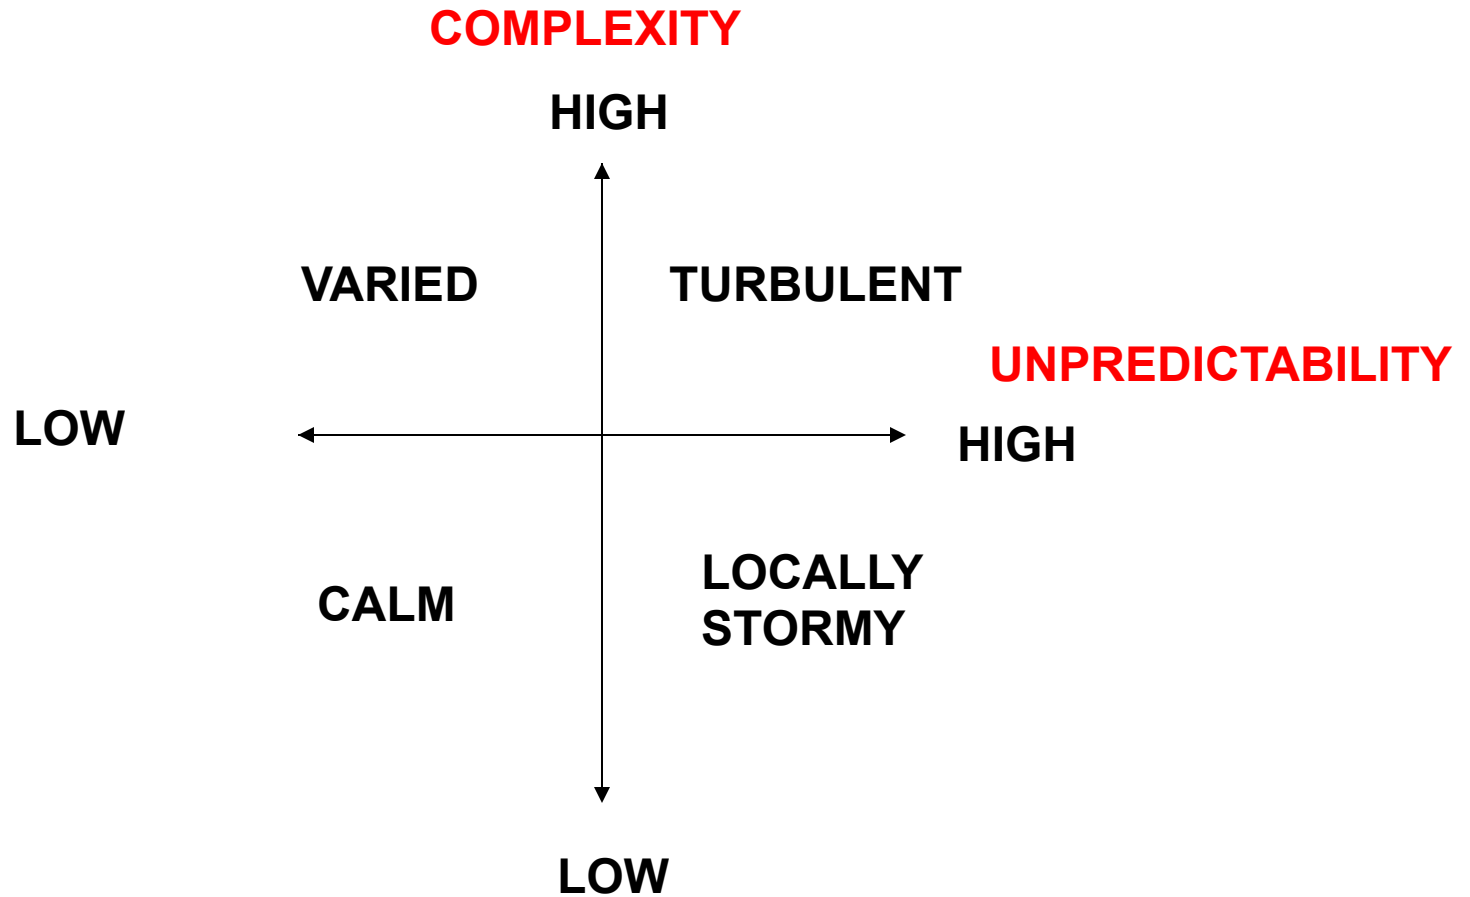 COMPLEXITY
HIGH
VARIED
TURBULENT
UNPREDICTABILITY
LOW
HIGH
CALM
LOCALLY
STORMY
LOW